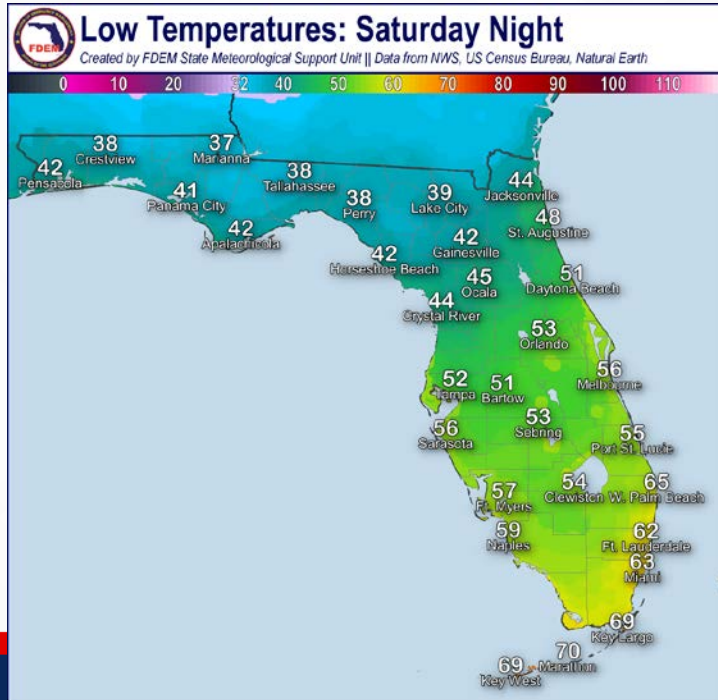 FDEM
Low Temperatures: Saturday Night
Created by FDEM State Meteorological Support Unit || Data from NWS, US Census Bureau, Natural Earth
0 10 20 32 40 50 60 70 80 90 100 110
38
Crestview
37
Marianna
42
Pensacola
38
Tallahassee
41
Panama City
38
Perry
39
Lake City
44
Jacksonville
42
Apalachicola
48
St. Augustine
42
Gainesville
42
Horseshoe Beach
45
Ocala
51
Daytona Beach
44
Crystal River
53
Orlando
52
Tampa
51
Bartow
56
Melbourne
56
Sarasota
53
Sebring
55
Port St. Lucie
57
Ft. Myers
54
Clewiston
65
W. Palm Beach
59
Naples
62
Ft. Lauderdale
63
Miami
69
Key Largo
70
Marathon
69
Key West